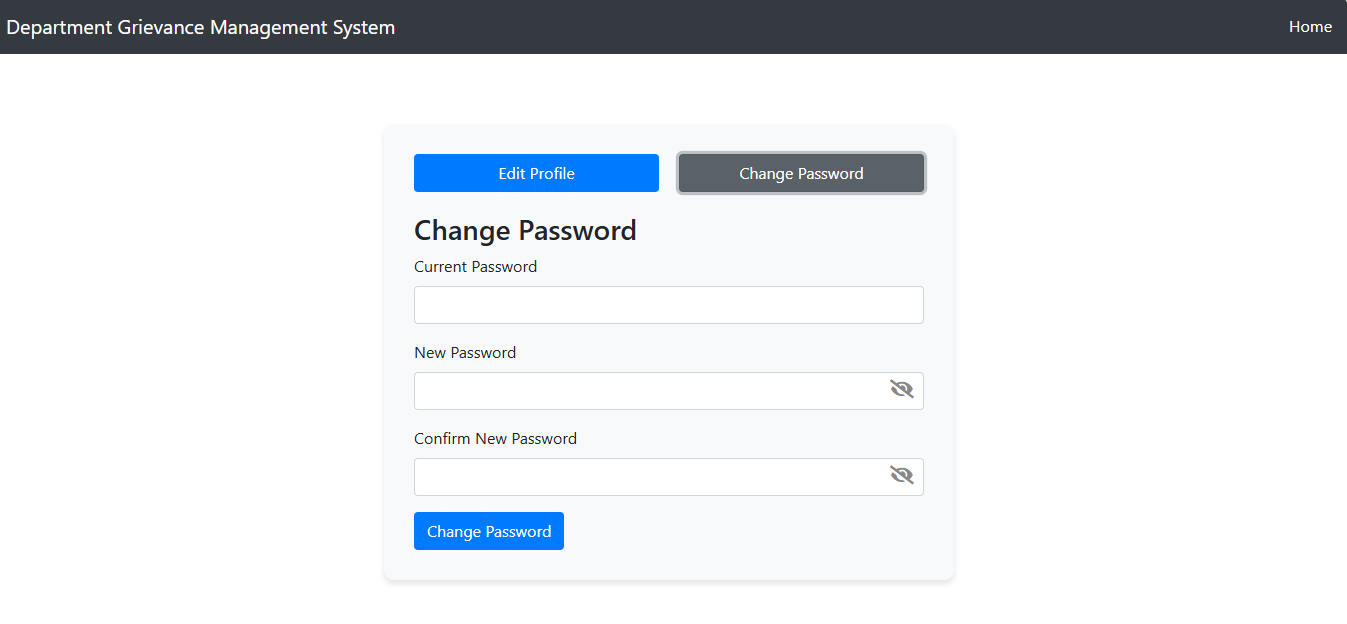 Department Grievance Management System
Home
Edit Profile
Change Password
Change Password
Current Password
New Password
Confirm New Password
Change Password